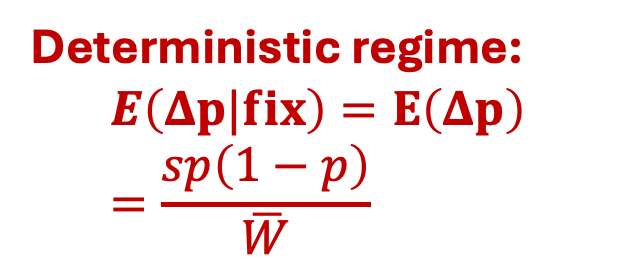 Deterministic regime:
E(Δp|fix) = E(Δp)
= sp(1 − p) / W̅